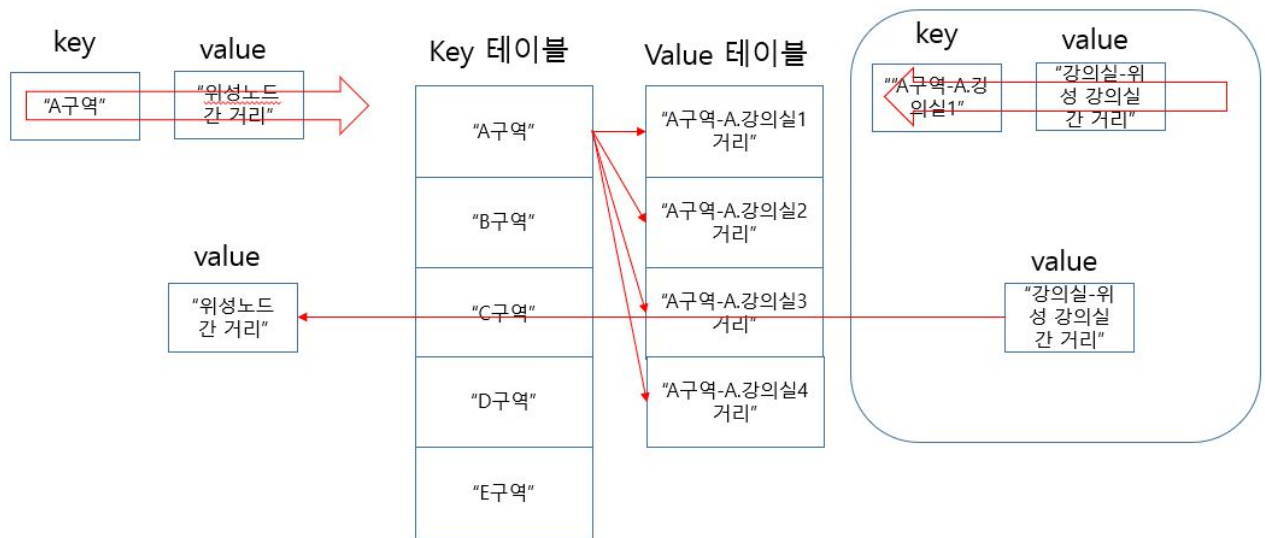 key
value
"A구역"
"위성노드
간 거리"
value
"위성노드
간 거리"
Key 테이블
"A구역"
"B구역"
"C구역"
"D구역"
"E구역"
Value 테이블
"A구역-A.강의실1
거리"
"A구역-A.강의실2
거리"
"A구역-A.강의실3
거리"
"A구역-A.강의실4
거리"
key
value
""A구역-A.강
의실1"
"강의실-위
성 강의실
간 거리"
value
"강의실-위
성 강의실
간 거리"